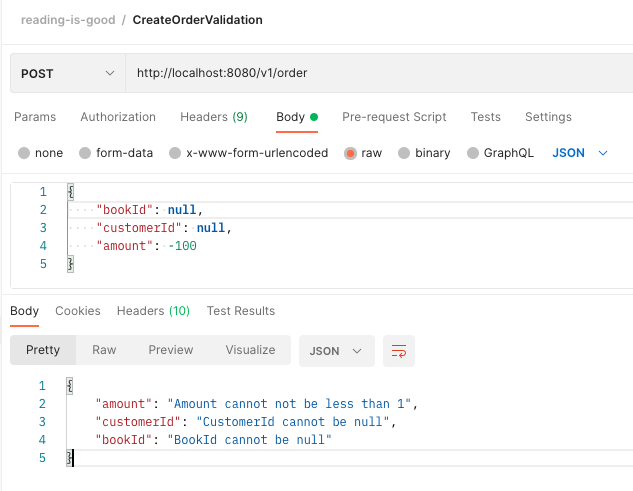 reading-is-good / CreateOrderValidation
POST http://localhost:8080/v1/order
Params Authorization Headers (9) Body Pre-request Script Tests Settings
none form-data x-www-form-urlencoded raw binary GraphQL JSON
1 {
2 "bookId": null,
3 "customerId": null,
4 "amount": -100
5 }
Body Cookies Headers (10) Test Results
Pretty Raw Preview Visualize JSON
1 {
2 "amount": "Amount cannot not be less than 1",
3 "customerId": "CustomerId cannot be null",
4 "bookId": "BookId cannot be null"
5 }